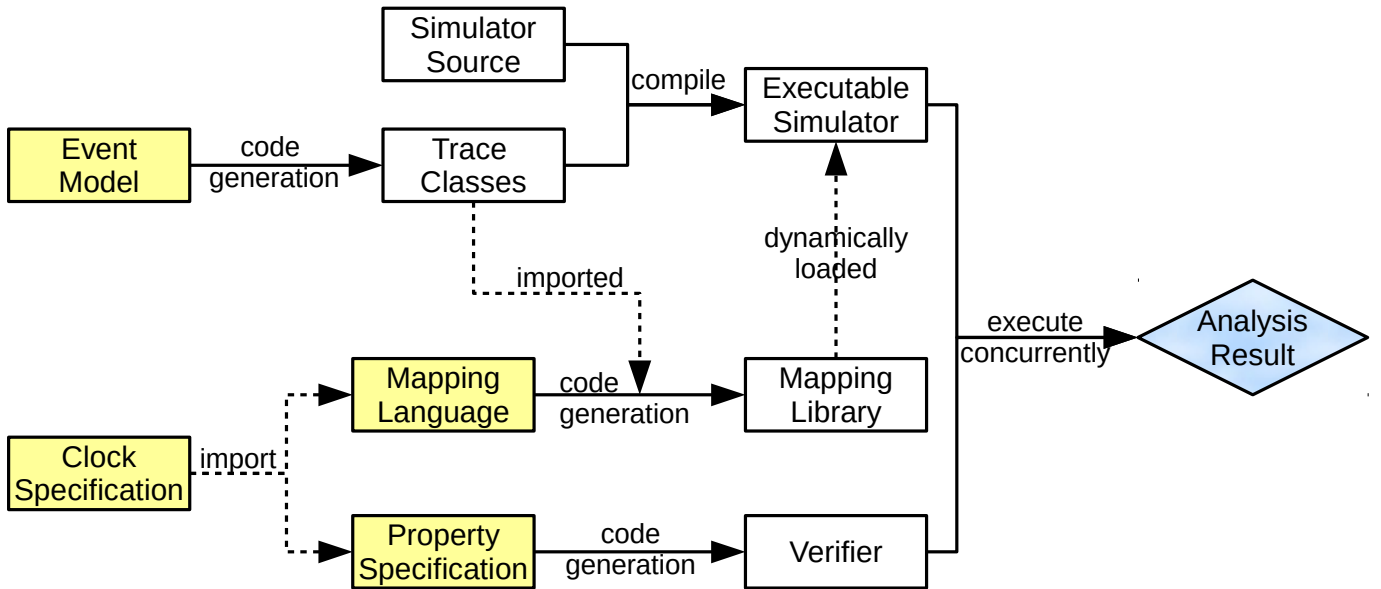 Simulator
Source
compile
Executable
Simulator
Event
Model
code
generation
Trace
Classes
dynamically
loaded
imported
execute
concurrently
Analysis
Result
Mapping
Language
code
generation
Mapping
Library
Clock
Specification
import
Property
Specification
code
generation
Verifier